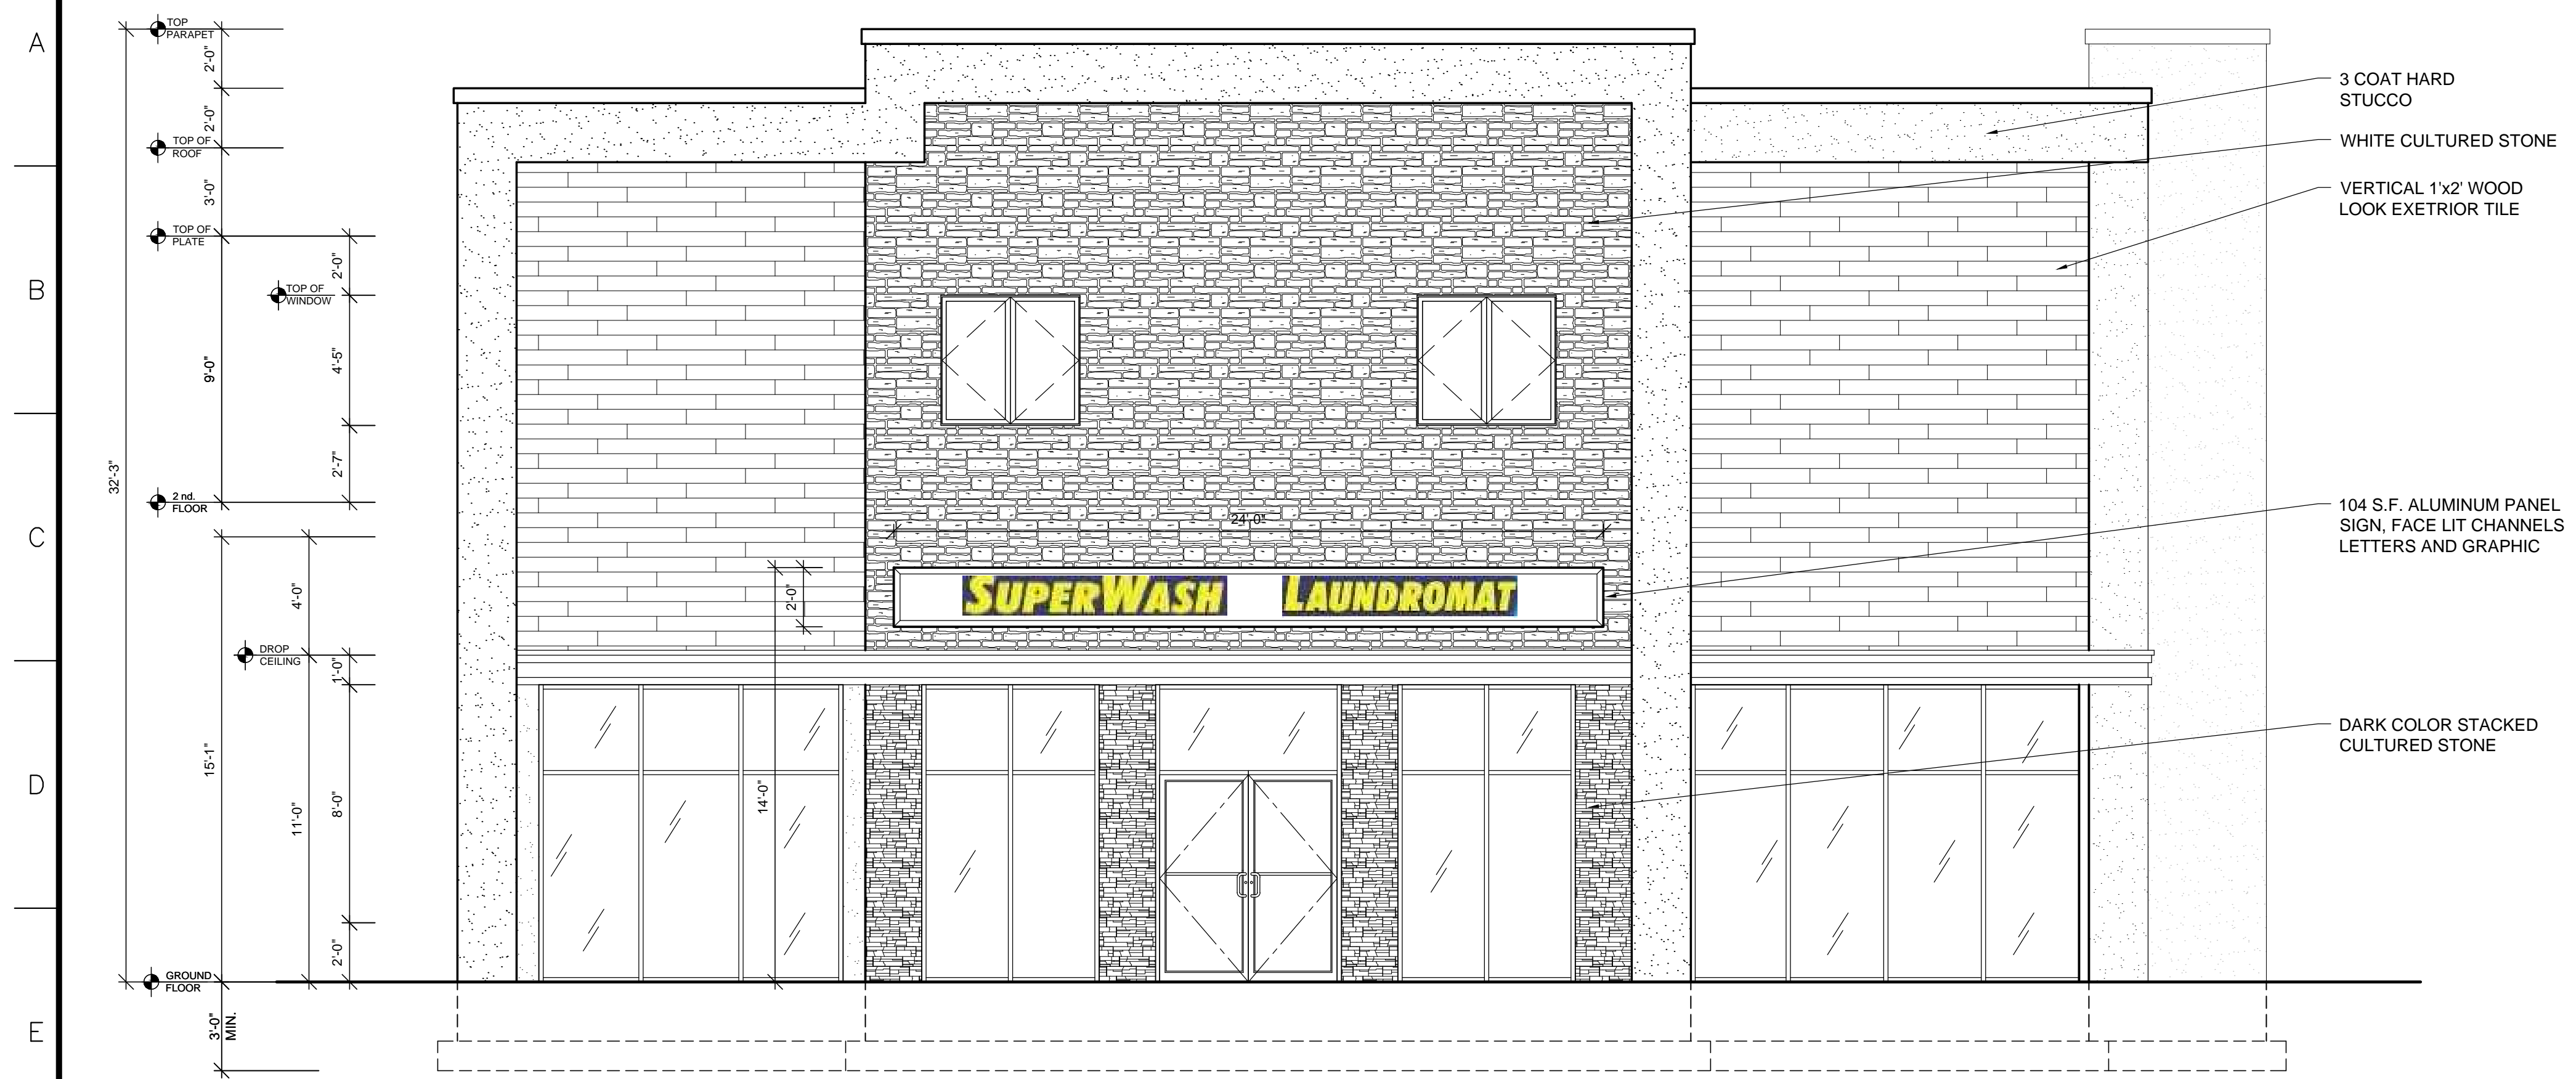 A
B
C
D
E
TOP
PARAPET
2'-0"
2'-0"
TOP OF
ROOF
3'-0"
TOP OF
PLATE
2'-0"
TOP OF
WINDOW
9'-0"
4'-5"
2'-7"
32'-3"
2 nd.
FLOOR
4'-0"
DROP
CEILING
1'-0"
15'-1"
11'-0"
8'-0"
2'-0"
GROUND
FLOOR
3'-0"
MIN.
24'-0"
2'-0"
14'-0"
SUPERWASH LAUNDROMAT
3 COAT HARD
STUCCO
WHITE CULTURED STONE
VERTICAL 1'x2' WOOD
LOOK EXETRIOR TILE
104 S.F. ALUMINUM PANEL
SIGN, FACE LIT CHANNELS
LETTERS AND GRAPHIC
DARK COLOR STACKED
CULTURED STONE